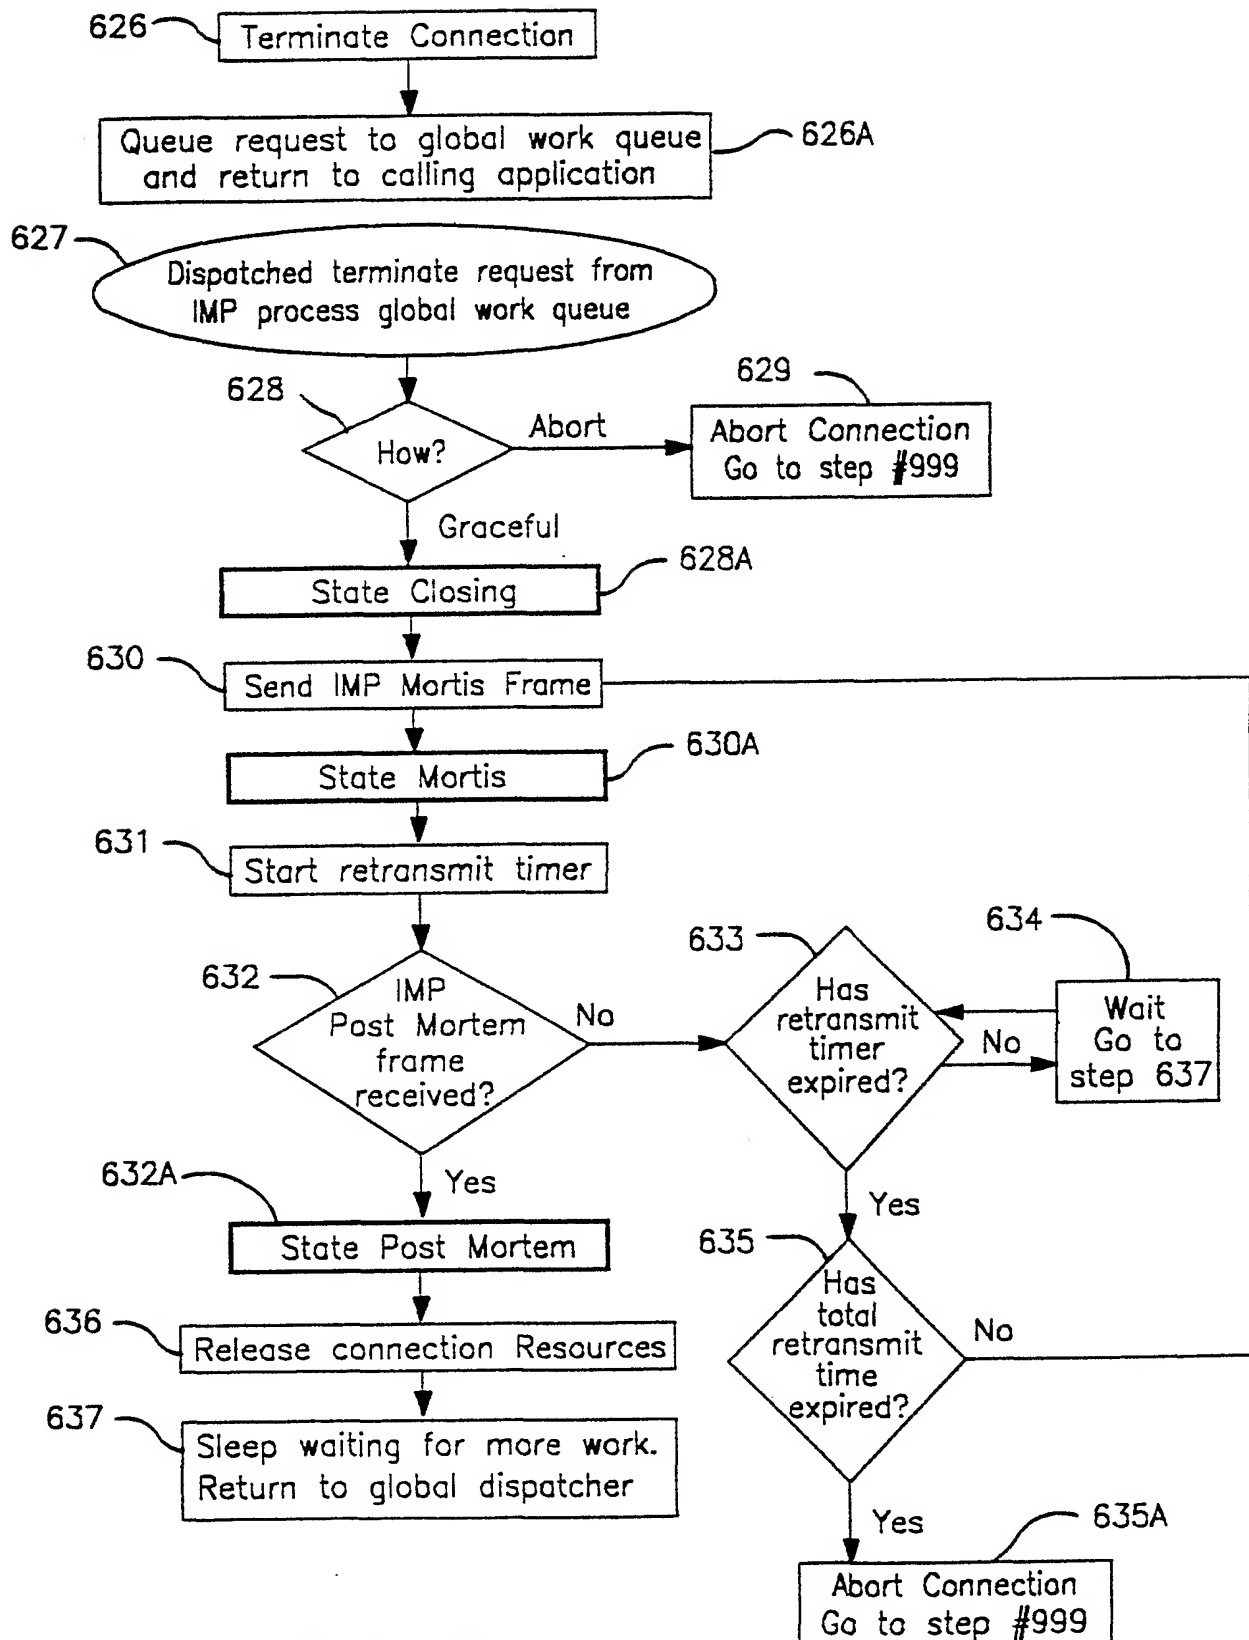 626
Terminate Connection
Queue request to global work queue
and return to calling application
626A
627
Dispatched terminate request from
IMP process global work queue
628
How?
Abort
629
Abort Connection
Go to step #999
Graceful
State Closing
628A
630
Send IMP Mortis Frame
State Mortis
630A
631
Start retransmit timer
632
IMP
Post Mortem
frame
received?
No
633
Has
retransmit
timer
expired?
No
634
Wait
Go to
step 637
Yes
632A
State Post Mortem
Yes
635
Has
total
retransmit
time
expired?
No
636
Release connection Resources
637
Sleep waiting for more work.
Return to global dispatcher
Yes
635A
Abort Connection
Go to step #999